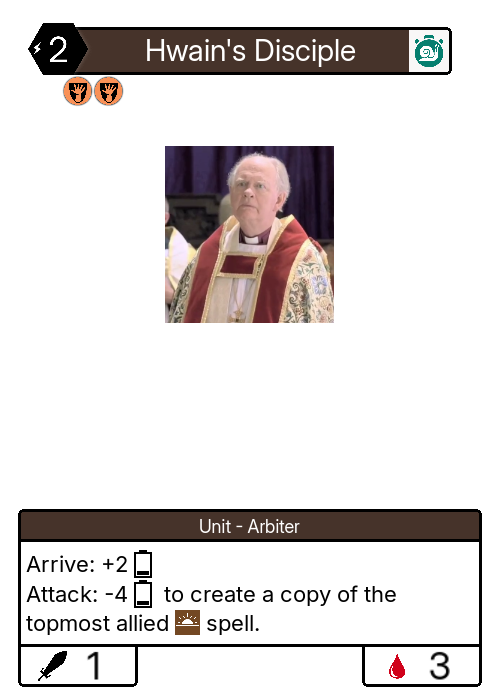 2
Hwain's Disciple
Unit - Arbiter
Arrive: +2
Attack: -4 to create a copy of the
topmost allied spell.
1
3